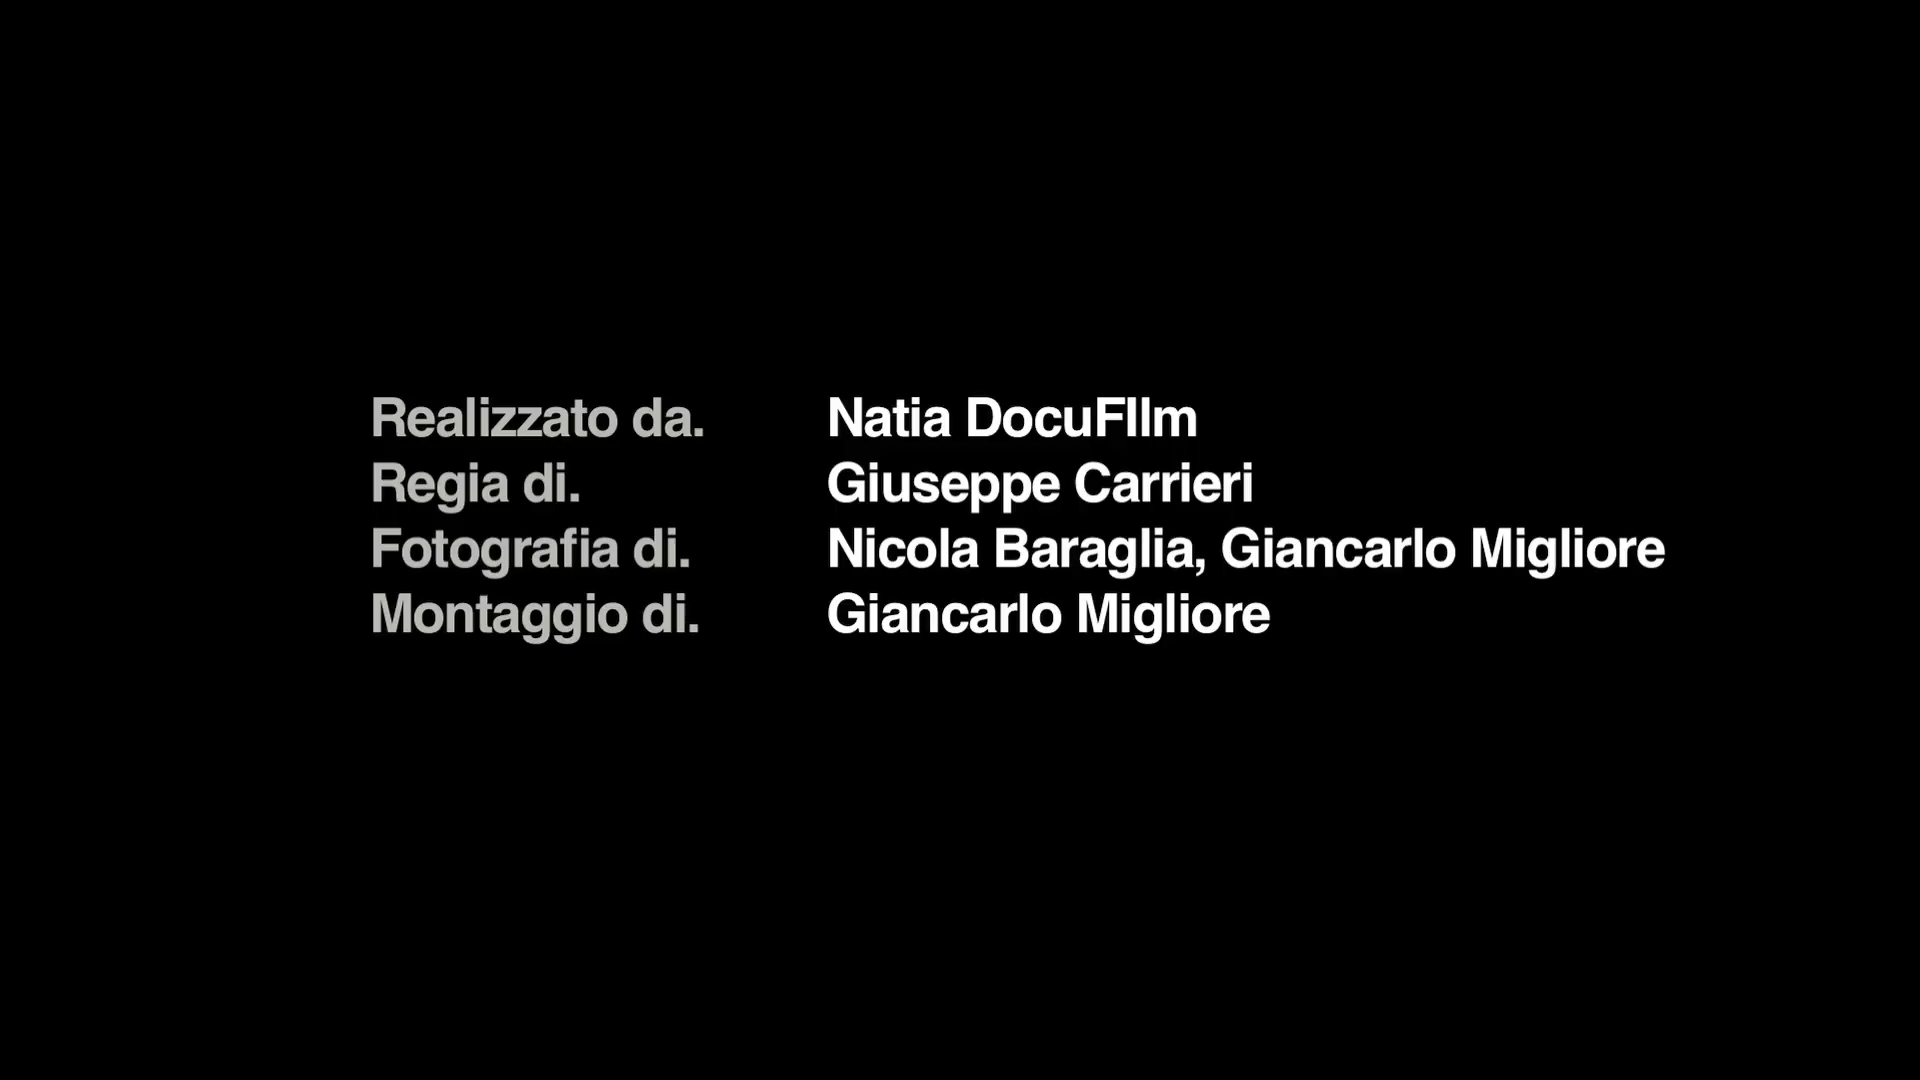 Realizzato da. Natia DocuFIlm
Regia di. Giuseppe Carrieri
Fotografia di. Nicola Baraglia, Giancarlo Migliore
Montaggio di. Giancarlo Migliore